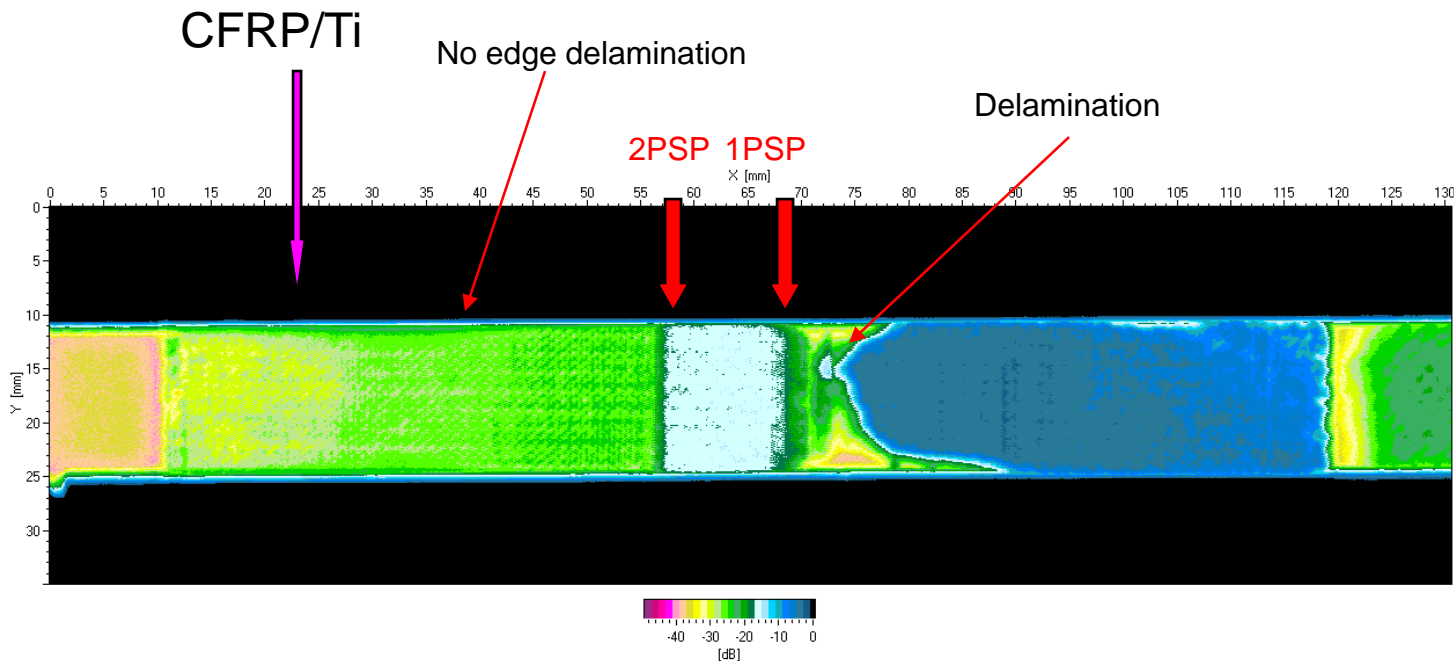 CFRP/Ti
No edge delamination
Delamination
2PSP 1PSP
X [mm]
0 5 10 15 20 25 30 35 40 45 50 55 60 65 70 75 80 85 90 95 100 105 110 115 120 125 130
0
5
10
15
Y [mm]
20
25
30
-40 -30 -20 -10 0
[dB]